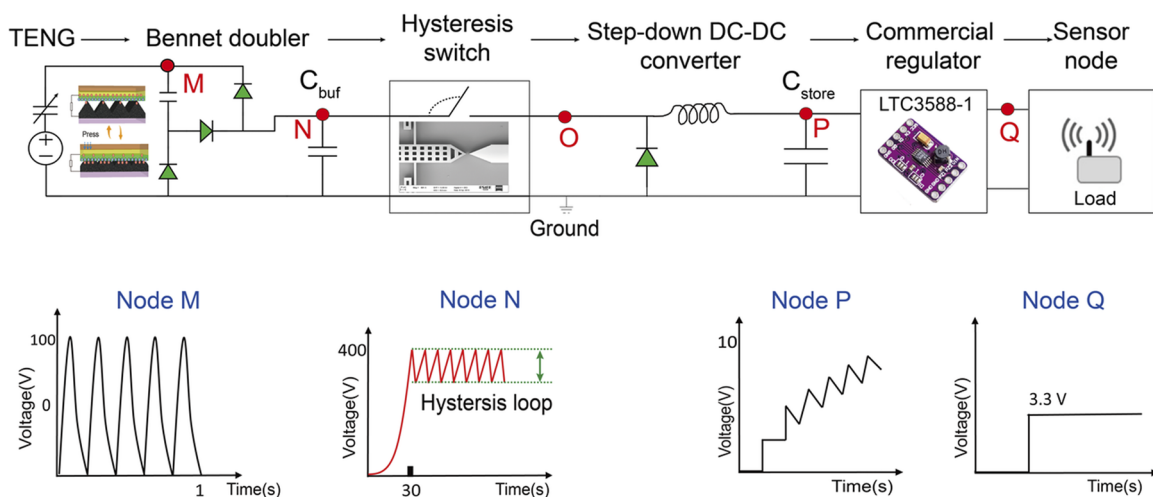 TENG
Bennet doubler
Hysteresis
switch
Step-down DC-DC
converter
Commercial
regulator
Sensor
node
M
Press
C buf
N
O
C store
P
LTC3588-1
Q
Load
Ground
Node M
Node N
Node P
Node Q
Voltage(V)
100
0
1
Time(s)
Voltage(V)
400
Hystersis loop
30
Time(s)
Voltage(V)
10
Time(s)
Voltage(V)
3.3 V
Time(s)